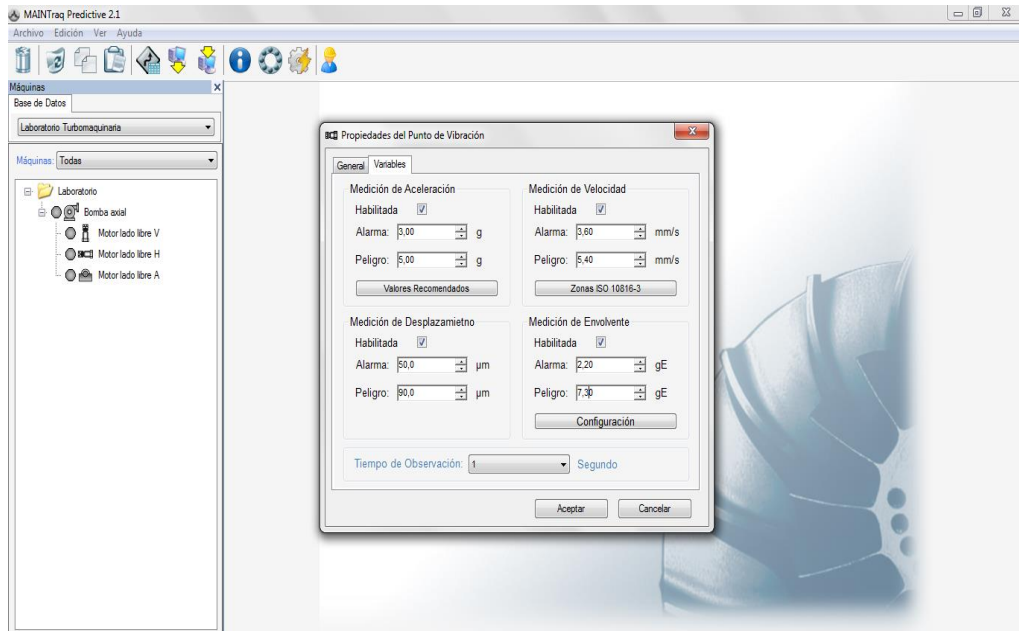 MAINTraq Predictive 2.1
Archivo Edición Ver Ayuda
Máquinas
Base de Datos
Laboratorio Turbomaquinaria
Máquinas: Todas
Laboratorio
Bomba axial
Motor lado libre V
Motor lado libre H
Motor lado libre A
Propiedades del Punto de Vibración
General Variables
Medición de Aceleración
Habilitada
Alarma: 3,00 g
Peligro: 5,00 g
Valores Recomendados
Medición de Velocidad
Habilitada
Alarma: 3,60 mm/s
Peligro: 5,40 mm/s
Zonas ISO 10816-3
Medición de Desplazamietno
Habilitada
Alarma: 50,0 µm
Peligro: 90,0 µm
Medición de Envolvente
Habilitada
Alarma: 2,20 gE
Peligro: 7,30 gE
Configuración
Tiempo de Observación: 1 Segundo
Aceptar Cancelar